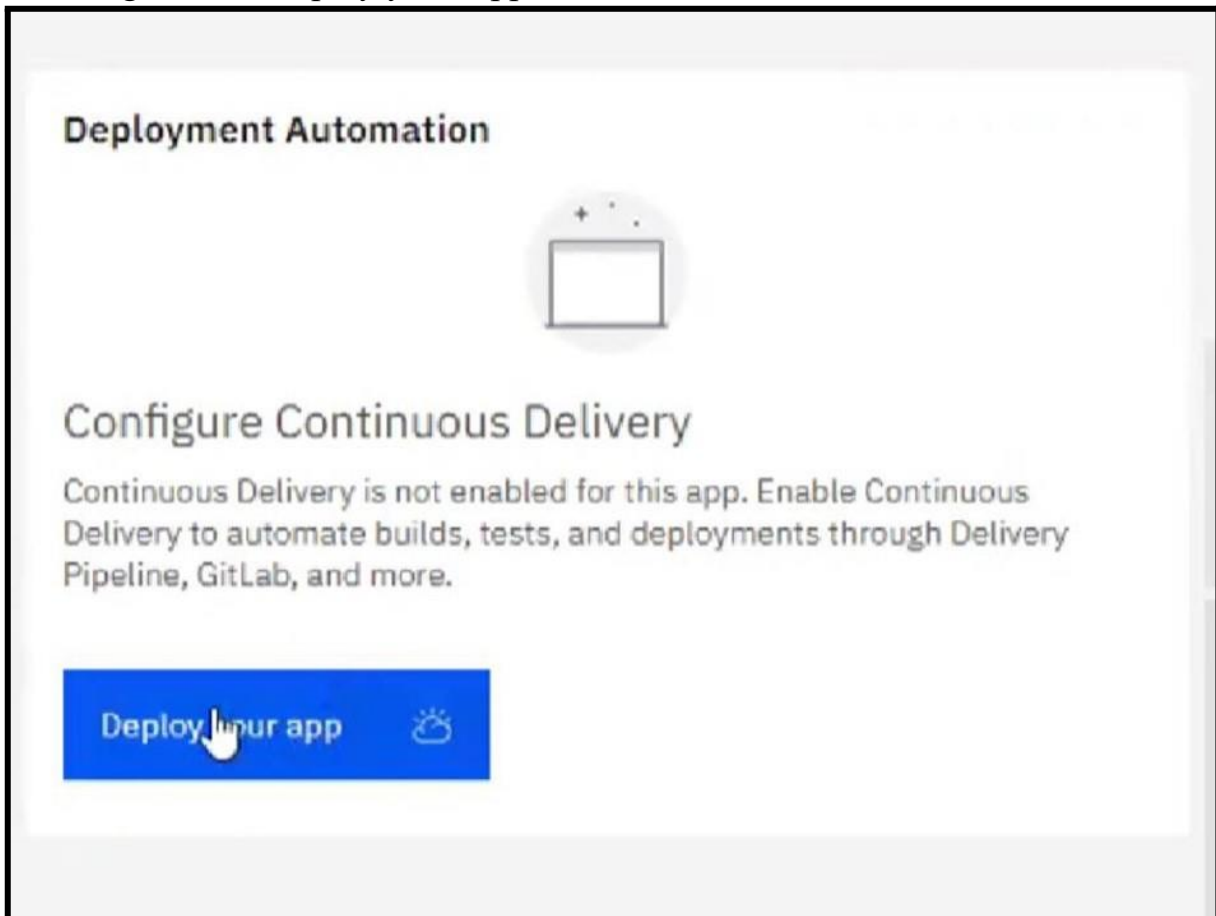 Deployment Automation
Configure Continuous Delivery
Continuous Delivery is not enabled for this app. Enable Continuous
Delivery to automate builds, tests, and deployments through Delivery
Pipeline, GitLab, and more.
Deploy your app